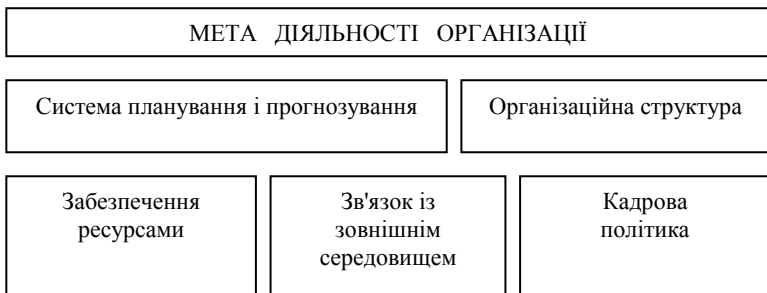 МЕТА ДІЯЛЬНОСТІ ОРГАНІЗАЦІЇ
Система планування і прогнозування
Організаційна структура
Забезпечення
ресурсами
Зв'язок із
зовнішнім
середовищем
Кадрова
політика